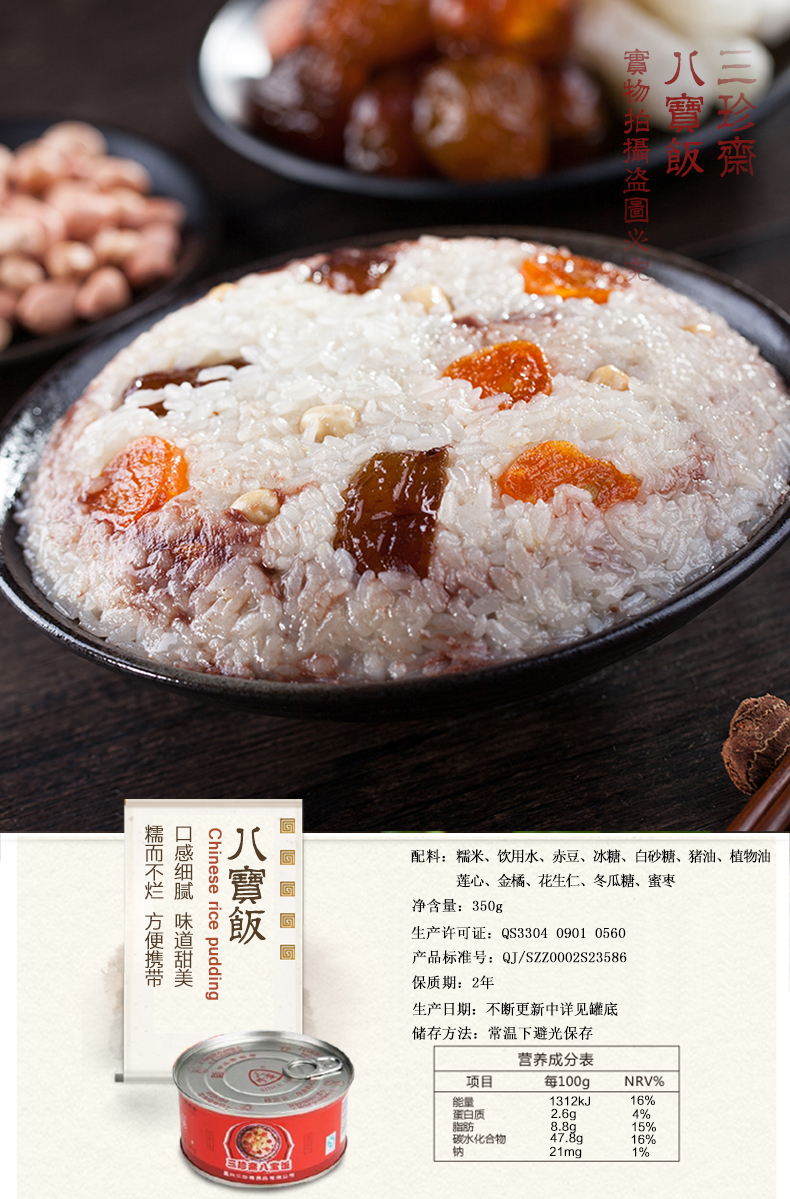 三珍齋
八寶飯
實物拍攝盜圖必究
八寶飯
Chinese rice pudding
口感细腻 味道甜美
糯而不烂 方便携带
三珍斋八宝饭
配料：糯米、饮用水、赤豆、冰糖、白砂糖、猪油、植物油
莲心、金橘、花生仁、冬瓜糖、蜜枣
净含量：350g
生产许可证：QS3304 0901 0560
产品标准号：QJ/SZZ0002S23586
保质期：2年
生产日期：不断更新中详见罐底
储存方法：常温下避光保存
营养成分表
项目 每100g NRV%
能量 1312kJ 16%
蛋白质 2.6g 4%
脂肪 8.8g 15%
碳水化合物 47.8g 16%
钠 21mg 1%